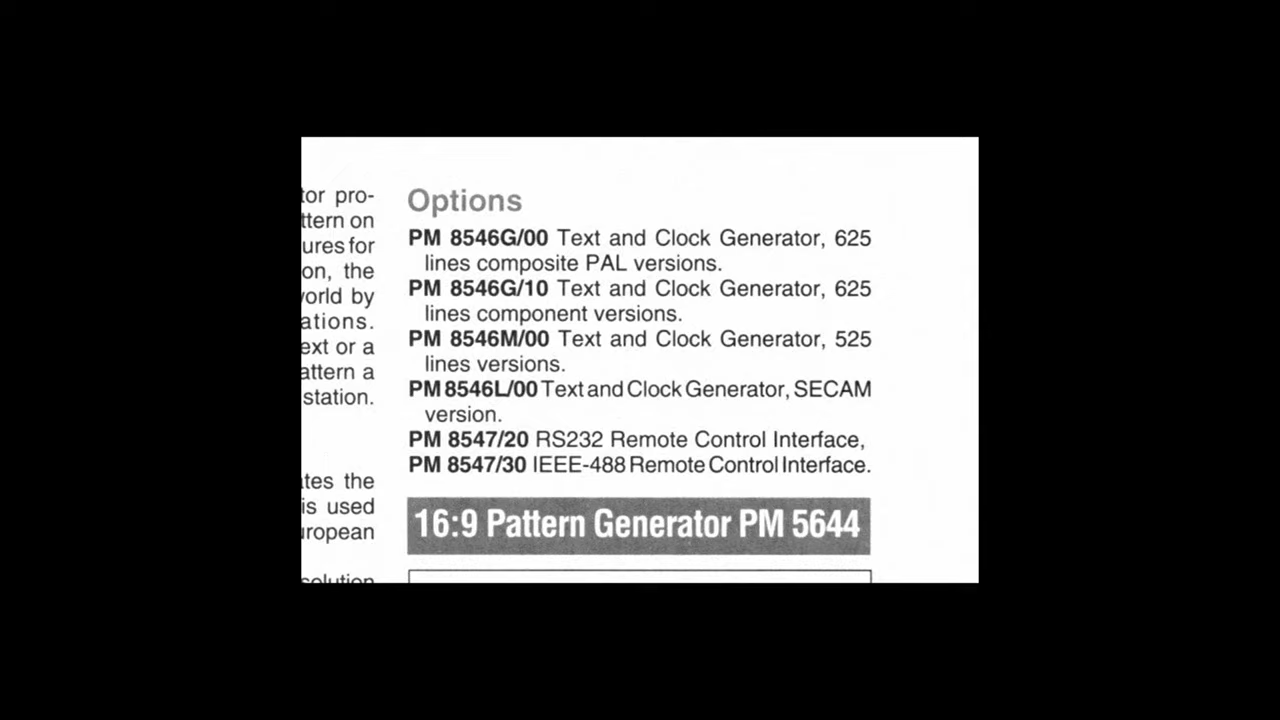 tor pro-
ttern on
ures for
on, the
orld by
ations.
ext or a
attern a
station.
ates the
is used
uropean
solution
Options
PM 8546G/00 Text and Clock Generator, 625
lines composite PAL versions.
PM 8546G/10 Text and Clock Generator, 625
lines component versions.
PM 8546M/00 Text and Clock Generator, 525
lines versions.
PM 8546L/00 Text and Clock Generator, SECAM
version.
PM 8547/20 RS232 Remote Control Interface,
PM 8547/30 IEEE-488 Remote Control Interface.
16:9 Pattern Generator PM 5644